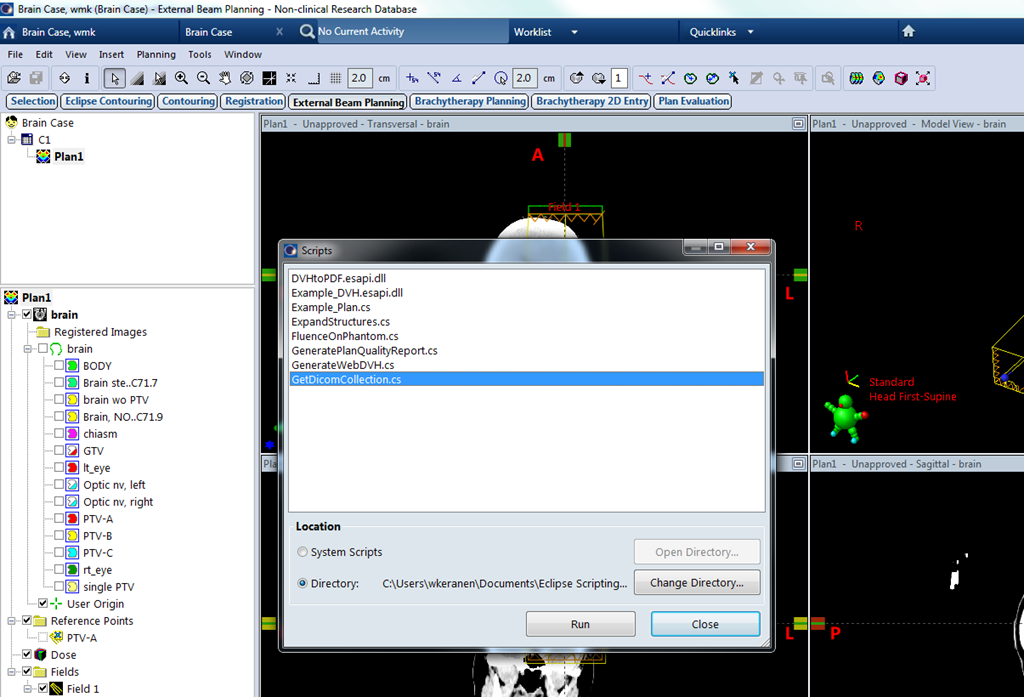 Brain Case, wmk (Brain Case) - External Beam Planning - Non-clinical Research Database
Brain Case, wmk Brain Case x No Current Activity Worklist Quicklinks
File Edit View Insert Planning Tools Window
2.0 cm 2.0 cm 1
Selection Eclipse Contouring Contouring Registration External Beam Planning Brachytherapy Planning Brachytherapy 2D Entry Plan Evaluation
Brain Case
C1
Plan1
Plan1 - Unapproved - Transversal - brain
A
Field 1
L
Plan1 - Unapproved - Model View - brain
R
Standard
Head First-Supine
Plan1
brain
Registered Images
brain
BODY
Brain ste..C71.7
brain wo PTV
Brain, NO..C71.9
chiasm
GTV
lt_eye
Optic nv, left
Optic nv, right
PTV-A
PTV-B
PTV-C
rt_eye
single PTV
User Origin
Reference Points
PTV-A
Dose
Fields
Field 1
Scripts
DVHtoPDF.esapi.dll
Example_DVH.esapi.dll
Example_Plan.cs
ExpandStructures.cs
FluenceOnPhantom.cs
GeneratePlanQualityReport.cs
GenerateWebDVH.cs
GetDicomCollection.cs
Location
System Scripts Open Directory...
Directory: C:\Users\wkeranen\Documents\Eclipse Scripting... Change Directory...
Run Close
Pla
L
Plan1 - Unapproved - Sagittal - brain
P